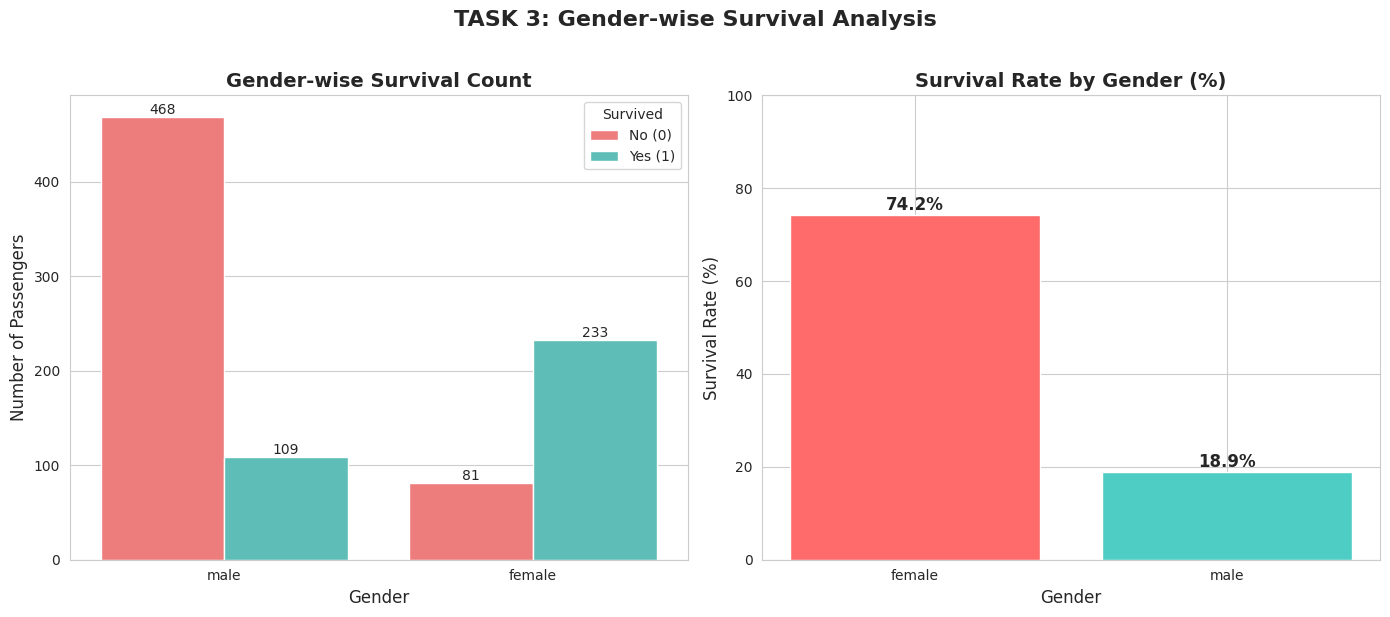 TASK 3: Gender-wise Survival Analysis
Gender-wise Survival Count
Number of Passengers
400
300
200
100
0
468
109
81
233
Survived
No (0)
Yes (1)
male
female
Gender
Survival Rate by Gender (%)
Survival Rate (%)
100
80
60
40
20
0
74.2%
18.9%
female
male
Gender